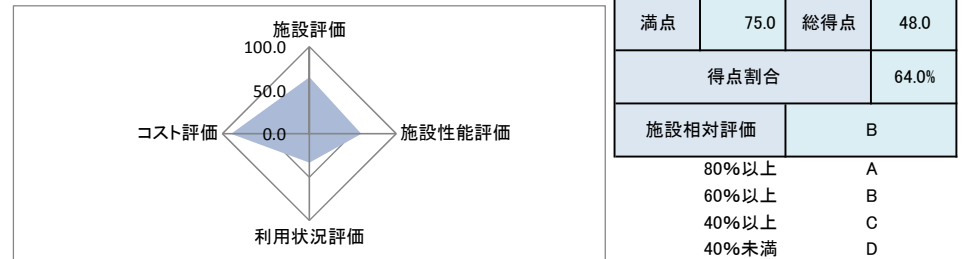 施設評価
100.0
50.0
0.0
コスト評価
施設性能評価
利用状況評価
満点 75.0 総得点 48.0
得点割合 64.0%
施設相対評価 B
80%以上 A
60%以上 B
40%以上 C
40%未満 D